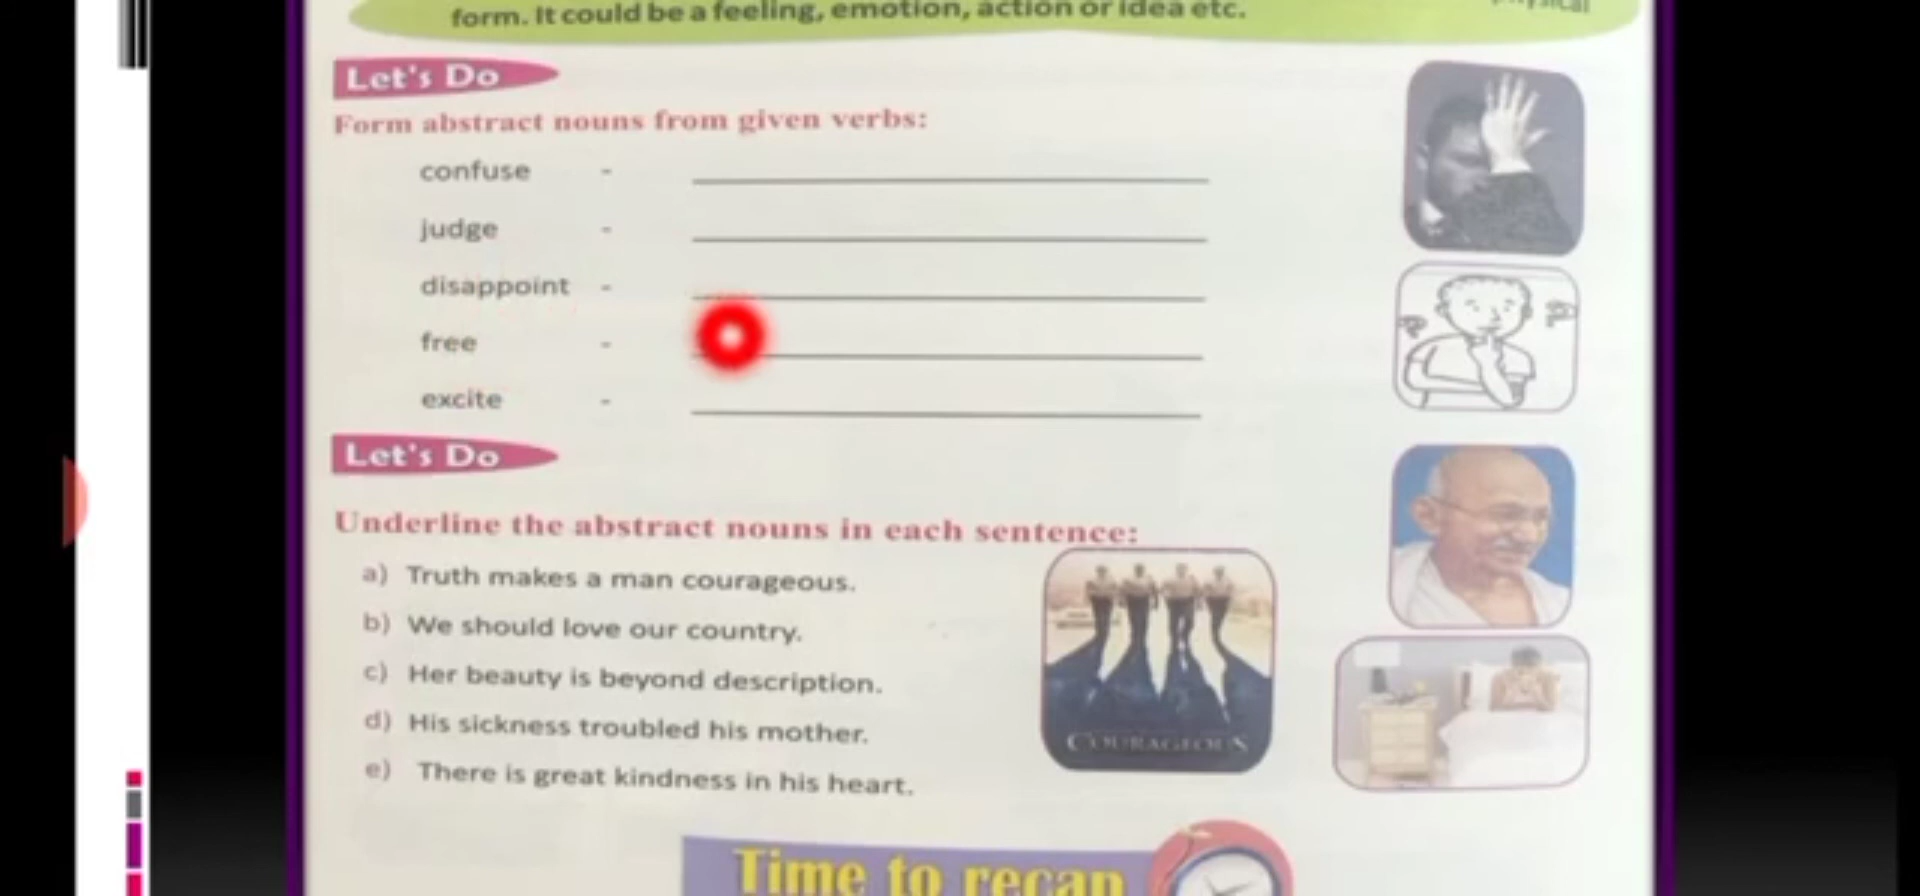 form. It could be a feeling, emotion, action or idea etc.
Let's Do
Form abstract nouns from given verbs:
confuse -
judge -
disappoint -
free -
excite -
Let's Do
Underline the abstract nouns in each sentence:
a) Truth makes a man courageous.
b) We should love our country.
c) Her beauty is beyond description.
d) His sickness troubled his mother.
e) There is great kindness in his heart.
COURAGEOUS
Time to recap